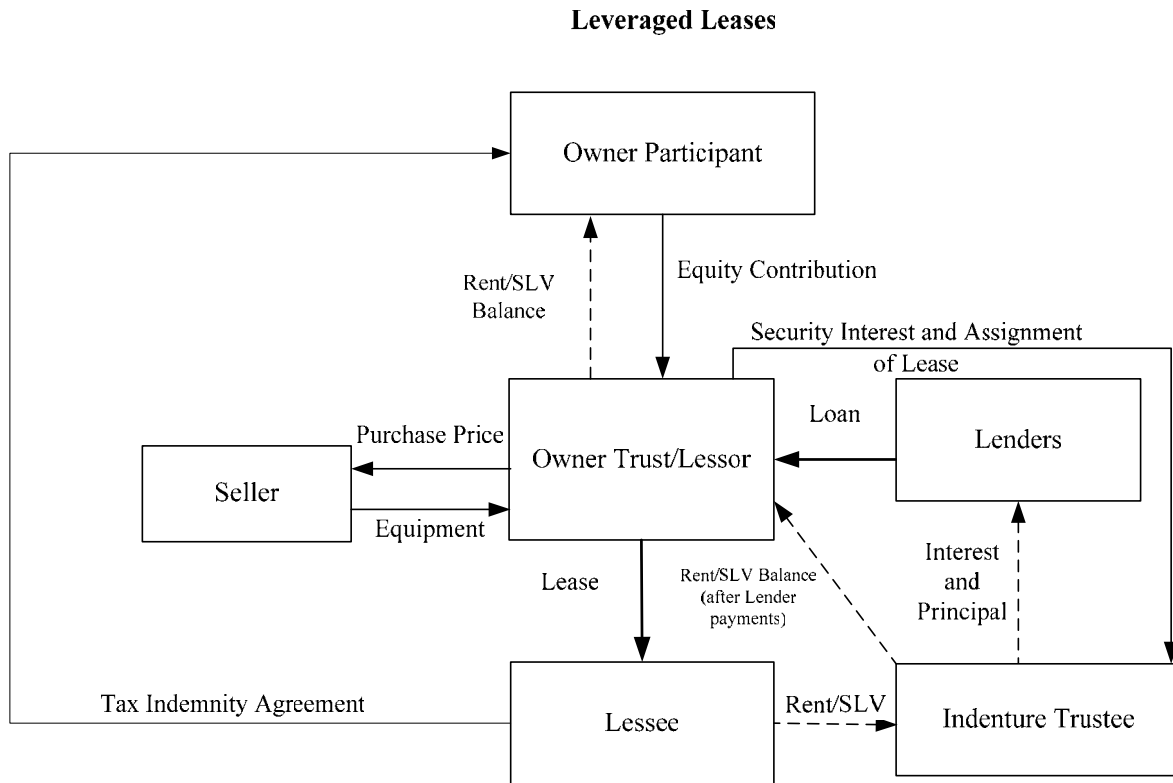 Leveraged Leases
Owner Participant
Rent/SLV
Balance
Equity Contribution
Security Interest and Assignment
of Lease
Loan
Lenders
Purchase Price
Owner Trust/Lessor
Seller
Equipment
Lease
Rent/SLV Balance
(after Lender
payments)
Interest
and
Principal
Tax Indemnity Agreement
Lessee
Rent/SLV
Indenture Trustee